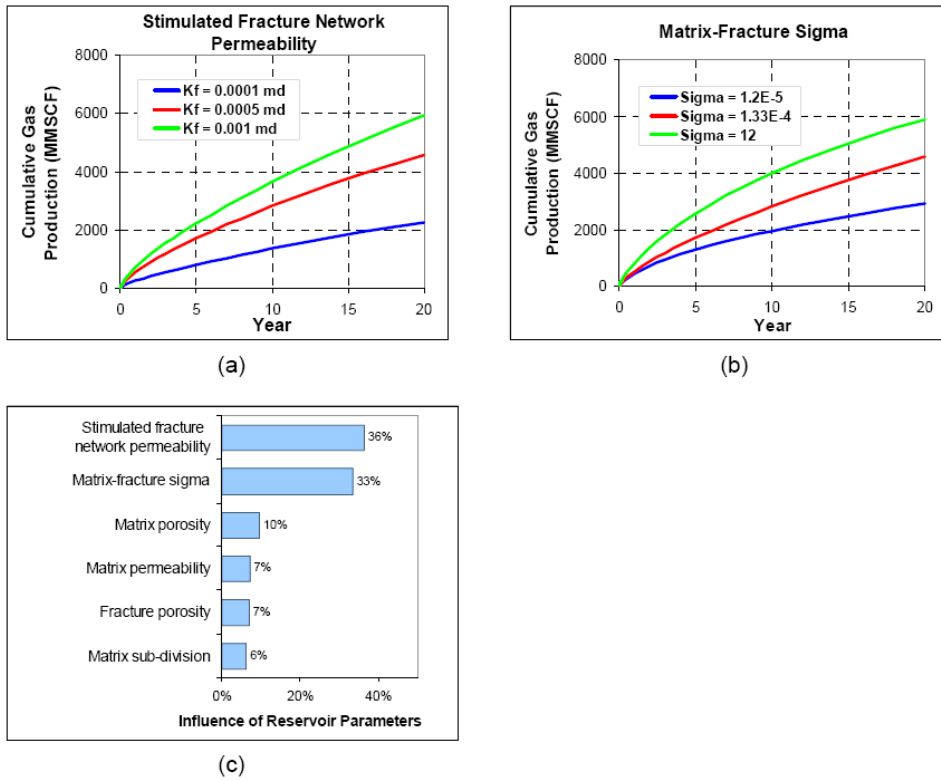 Stimulated Fracture Network
Permeability
Cumulative Gas
Production (MMSCF)
8000
6000
4000
2000
0
Kf = 0.0001 md
Kf = 0.0005 md
Kf = 0.001 md
0 5 10 15 20
Year
(a)
Matrix-Fracture Sigma
Cumulative Gas
Production (MMSCF)
8000
6000
4000
2000
0
Sigma = 1.2E-5
Sigma = 1.33E-4
Sigma = 12
0 5 10 15 20
Year
(b)
Stimulated fracture
network permeability
36%
Matrix-fracture sigma
33%
Matrix porosity
10%
Matrix permeability
7%
Fracture porosity
7%
Matrix sub-division
6%
0% 20% 40%
Influence of Reservoir Parameters
(c)